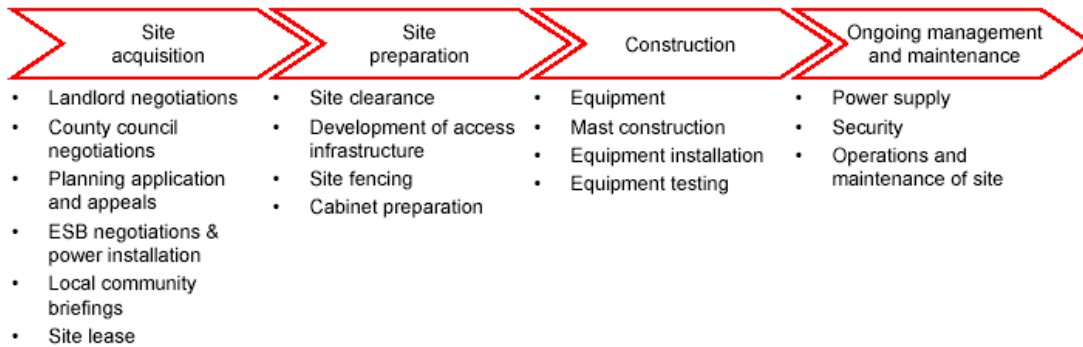 Site
acquisition
Site
preparation
Construction
Ongoing management
and maintenance
• Landlord negotiations
• County council
negotiations
• Planning application
and appeals
• ESB negotiations &
power installation
• Local community
briefings
• Site lease
• Site clearance
• Development of access
infrastructure
• Site fencing
• Cabinet preparation
• Equipment
• Mast construction
• Equipment installation
• Equipment testing
• Power supply
• Security
• Operations and
maintenance of site